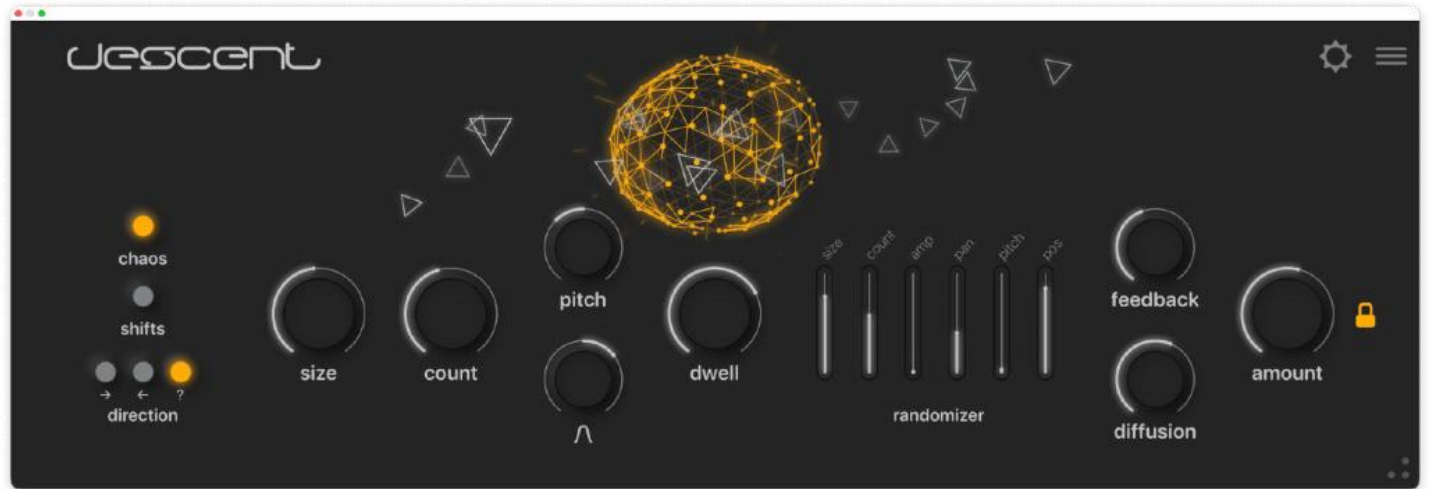 descent
size
count
amp
pan
pitch
pos
chaos
pitch
feedback
shifts
size
count
dwell
amount
→
←
?
direction
randomizer
diffusion